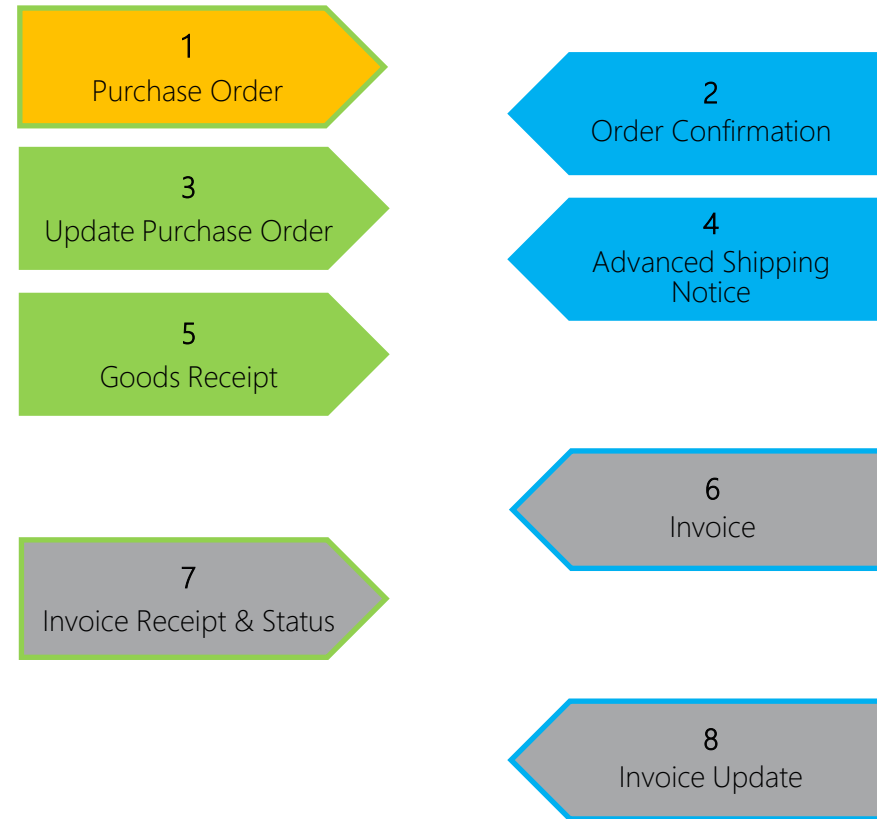 1
Purchase Order
2
Order Confirmation
3
Update Purchase Order
4
Advanced Shipping
Notice
5
Goods Receipt
6
Invoice
7
Invoice Receipt & Status
8
Invoice Update